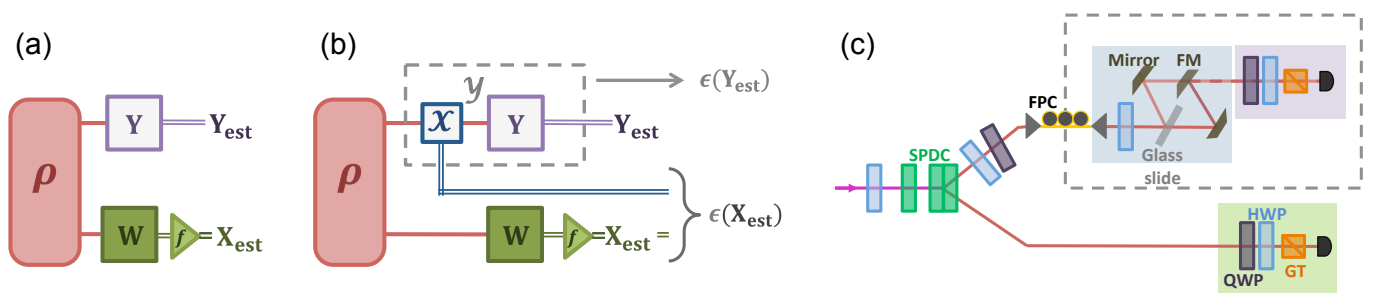 (a)
ρ
Y
Y_est
W
f
= X_est
(b)
ρ
𝒴
𝒳
Y
Y_est
ϵ(Y_est)
W
f
= X_est =
ϵ(X_est)
(c)
SPDC
FPC
Mirror
FM
Glass
slide
HWP
QWP
GT